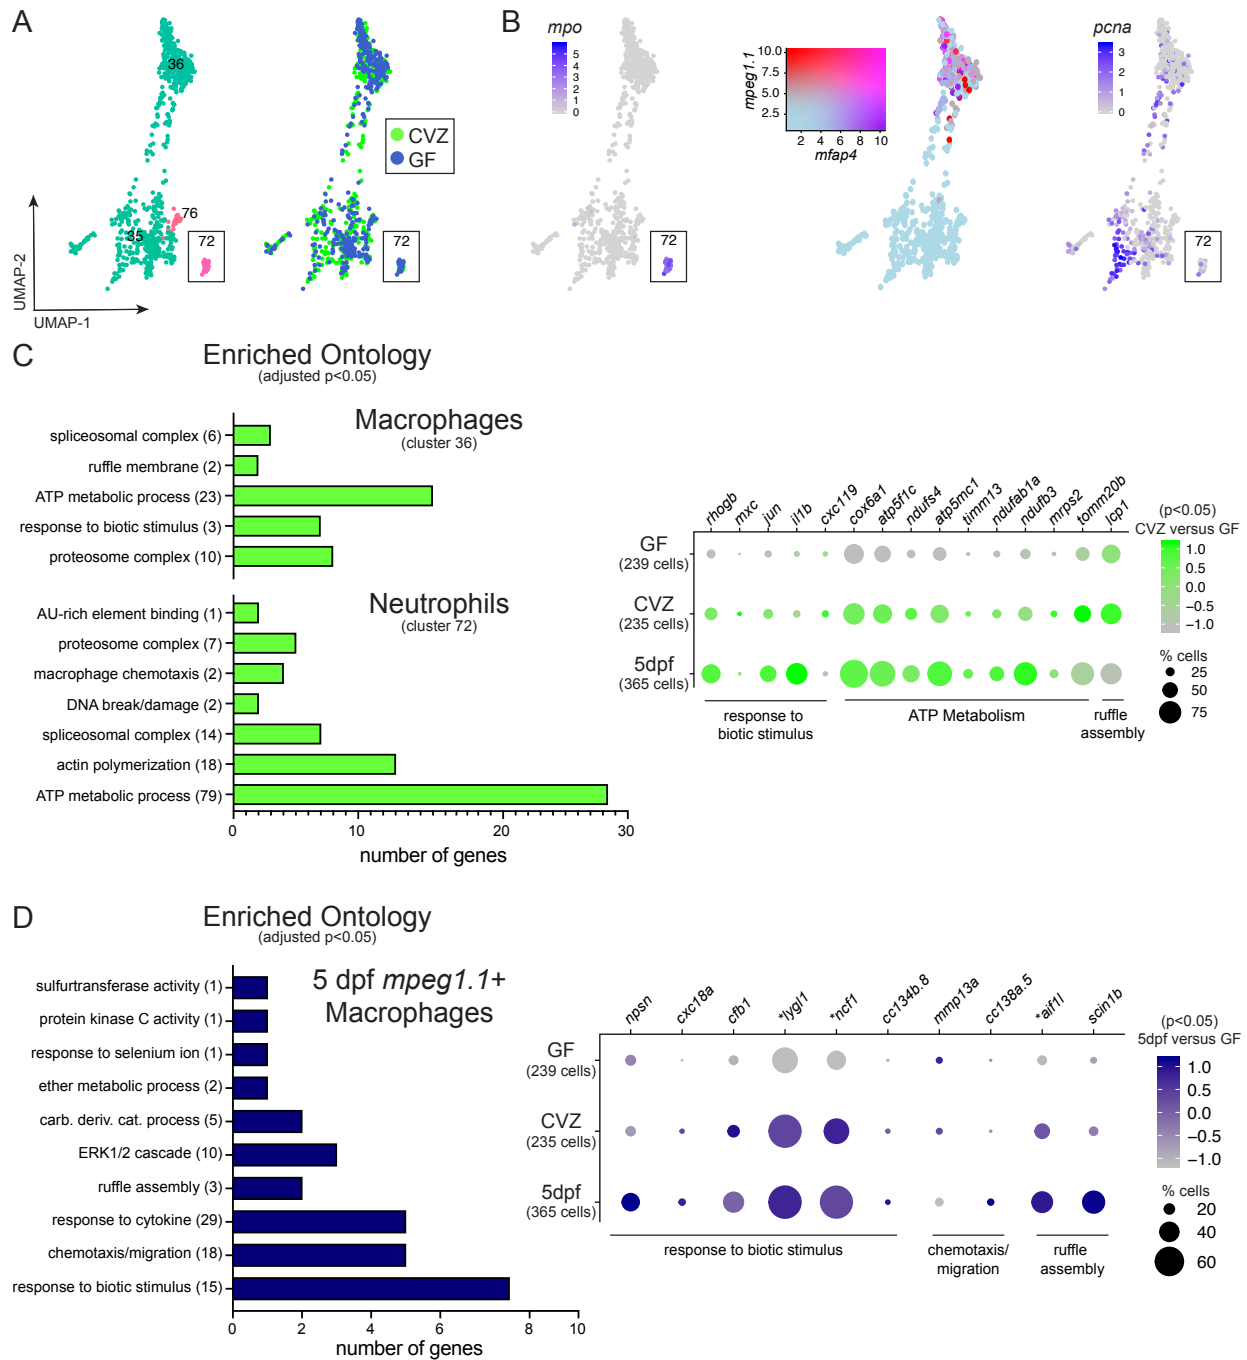 A
36
76
35
72
UMAP-2
UMAP-1
CVZ
GF
72
B
mpo
5
4
3
2
1
0
72
mpeg1.1
10.0
7.5
5.0
2.5
2 4 6 8 10
mfap4
pcna
3
2
1
0
72
C
Enriched Ontology
(adjusted p<0.05)
Macrophages
(cluster 36)
spliceosomal complex (6)
ruffle membrane (2)
ATP metabolic process (23)
response to biotic stimulus (3)
proteosome complex (10)
Neutrophils
(cluster 72)
AU-rich element binding (1)
proteosome complex (7)
macrophage chemotaxis (2)
DNA break/damage (2)
spliceosomal complex (14)
actin polymerization (18)
ATP metabolic process (79)
0 10 20 30
number of genes
rhogb mxc jun il1b cxc119 cox6a1 atp5f1c ndufs4 atp5mc1 timm13 ndufab1a ndufb3 mrps2 tomm20b lcp1
GF
(239 cells)
CVZ
(235 cells)
5dpf
(365 cells)
response to
biotic stimulus
ATP Metabolism
ruffle
assembly
(p<0.05)
CVZ versus GF
1.0
0.5
0.0
−0.5
−1.0
% cells
25
50
75
D
Enriched Ontology
(adjusted p<0.05)
5 dpf mpeg1.1+
Macrophages
sulfurtransferase activity (1)
protein kinase C activity (1)
response to selenium ion (1)
ether metabolic process (2)
carb. deriv. cat. process (5)
ERK1/2 cascade (10)
ruffle assembly (3)
response to cytokine (29)
chemotaxis/migration (18)
response to biotic stimulus (15)
0 2 4 6 8 10
number of genes
npsn cxc18a cfb1 *lygl1 *ncf1 cc134b.8 mmp13a cc138a.5 *aif1l scin1b
GF
(239 cells)
CVZ
(235 cells)
5dpf
(365 cells)
response to biotic stimulus
chemotaxis/
migration
ruffle
assembly
(p<0.05)
5dpf versus GF
1.0
0.5
0.0
−0.5
−1.0
% cells
20
40
60